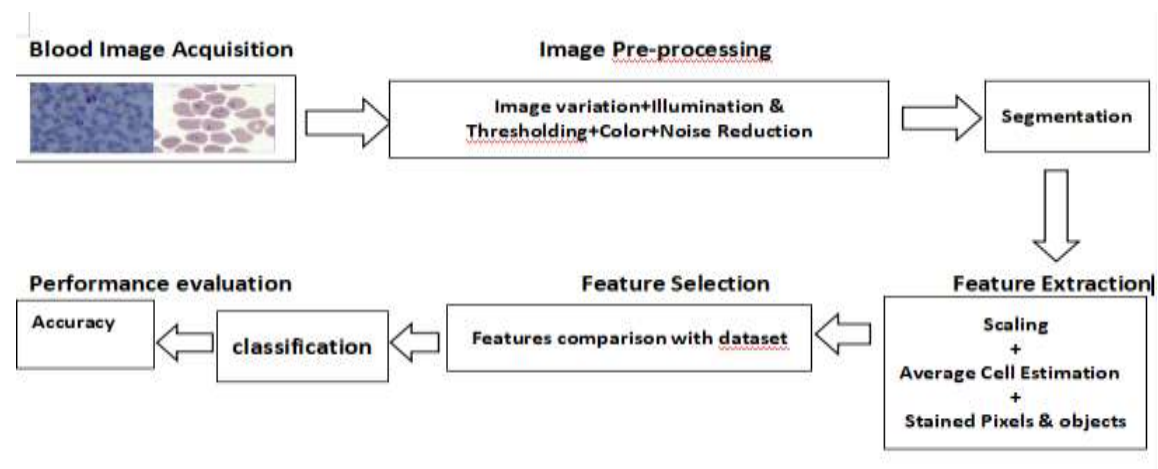 Blood Image Acquisition
Image Pre-processing
Image variation+Illumination &
Thresholding+Color+Noise Reduction
Segmentation
Feature Extraction
Scaling
+
Average Cell Estimation
+
Stained Pixels & objects
Feature Selection
Features comparison with dataset
classification
Performance evaluation
Accuracy